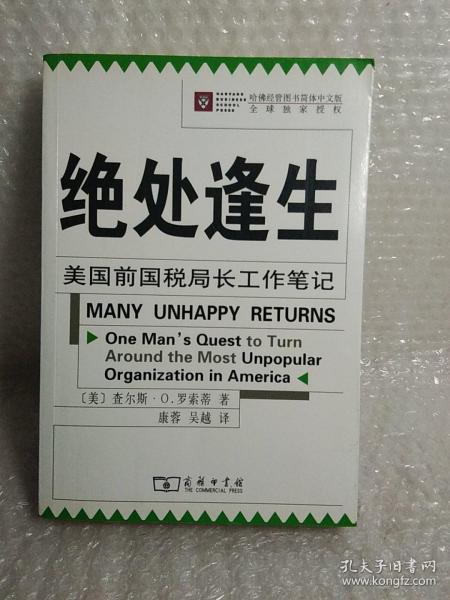 HARVARD
BUSINESS
SCHOOL
PRESS
哈佛经管图书简体中文版
全球独家授权
绝处逢生
美国前国税局长工作笔记
MANY UNHAPPY RETURNS
One Man's Quest to Turn
Around the Most Unpopular
Organization in America
〔美〕查尔斯·O.罗索蒂 著
康蓉 吴越 译
商务印书馆
THE COMMERCIAL PRESS
孔夫子旧书网
www.kongfz.com